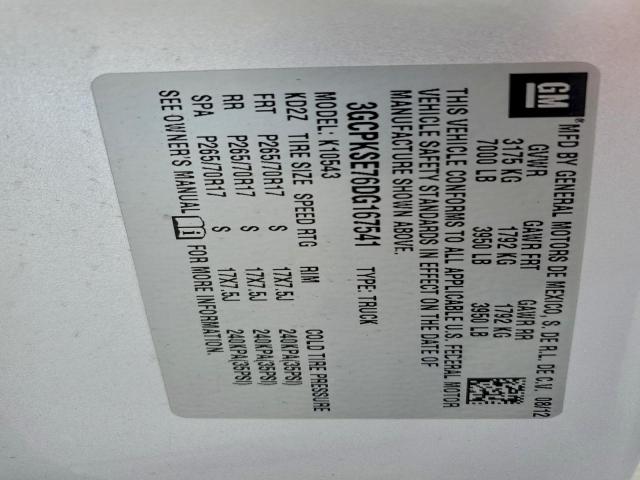 GM
®MFD BY GENERAL MOTORS DE MEXICO, S. DE R.L. DE C.V. 08/12
GVWR GAWR FRT GAWR RR
3175 KG 1792 KG 1792 KG
7000 LB 3950 LB 3950 LB
THIS VEHICLE CONFORMS TO ALL APPLICABLE U.S. FEDERAL MOTOR
VEHICLE SAFETY STANDARDS IN EFFECT ON THE DATE OF
MANUFACTURE SHOWN ABOVE.
3GCPKSE76DG167541 TYPE: TRUCK
MODEL: K10543
KD2Z TIRE SIZE SPEED RTG RIM COLD TIRE PRESSURE
FRT P265/70R17 S 17X7.5J 240KPA(35PSI)
RR P265/70R17 S 17X7.5J 240KPA(35PSI)
SPA P265/70R17 S 17X7.5J 240KPA(35PSI)
SEE OWNER'S MANUAL FOR MORE INFORMATION.